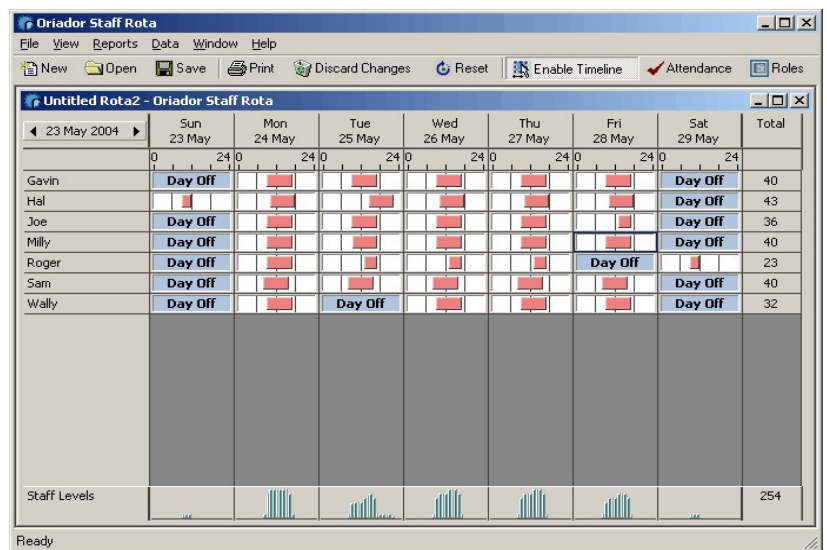 Oriador Staff Rota
File View Reports Data Window Help
New Open Save Print Discard Changes Reset Enable Timeline Attendance Roles
Untitled Rota2 - Oriador Staff Rota
23 May 2004 Sun Mon Tue Wed Thu Fri Sat Total
23 May 24 May 25 May 26 May 27 May 28 May 29 May
0 24 0 24 0 24 0 24 0 24 0 24 0 24
Gavin Day Off Day Off 40
Hal 43
Joe Day Off Day Off 36
Milly Day Off Day Off 40
Roger Day Off Day Off 23
Sam Day Off Day Off 40
Wally Day Off Day Off Day Off 32
Staff Levels 254
Ready